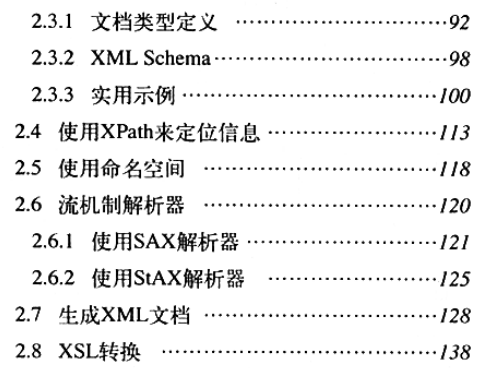 2.3.1 文档类型定义 ……………………………92
2.3.2 XML Schema……………………………98
2.3.3 实用示例………………………………100
2.4 使用XPath来定位信息……………………113
2.5 使用命名空间 ……………………………118
2.6 流机制解析器 ……………………………120
2.6.1 使用SAX解析器………………………121
2.6.2 使用StAX解析器 ……………………125
2.7 生成XML文档 ……………………………128
2.8 XSL转换 …………………………………138